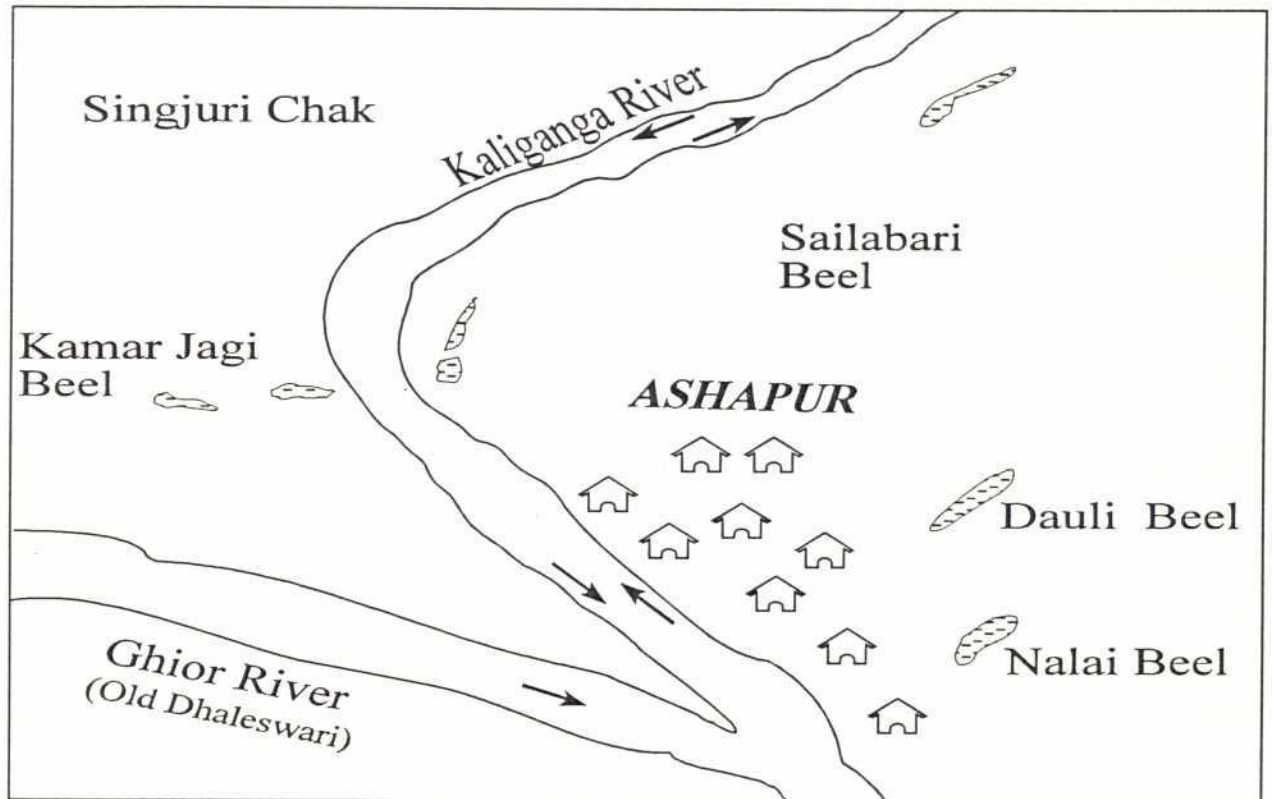 Singjuri Chak
Kaliganga River
Sailabari
Beel
Kamar Jagi
Beel
ASHAPUR
Dauli Beel
Nalai Beel
Ghior River
(Old Dhaleswari)